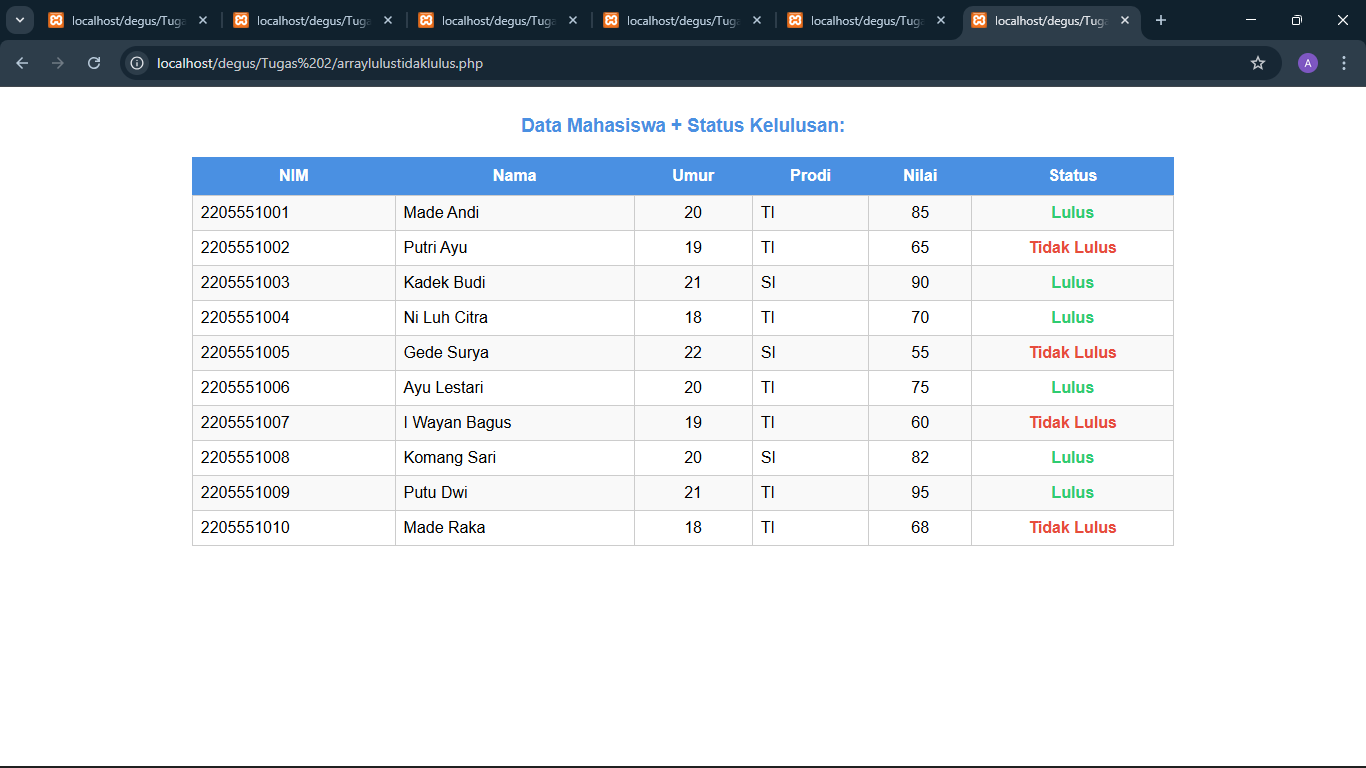 localhost/degus/Tuga localhost/degus/Tuga localhost/degus/Tuga localhost/degus/Tuga localhost/degus/Tuga localhost/degus/Tuga
localhost/degus/Tugas%202/arraylulustidaklulus.php A
Data Mahasiswa + Status Kelulusan:
NIM Nama Umur Prodi Nilai Status
2205551001 Made Andi 20 TI 85 Lulus
2205551002 Putri Ayu 19 TI 65 Tidak Lulus
2205551003 Kadek Budi 21 SI 90 Lulus
2205551004 Ni Luh Citra 18 TI 70 Lulus
2205551005 Gede Surya 22 SI 55 Tidak Lulus
2205551006 Ayu Lestari 20 TI 75 Lulus
2205551007 I Wayan Bagus 19 TI 60 Tidak Lulus
2205551008 Komang Sari 20 SI 82 Lulus
2205551009 Putu Dwi 21 TI 95 Lulus
2205551010 Made Raka 18 TI 68 Tidak Lulus